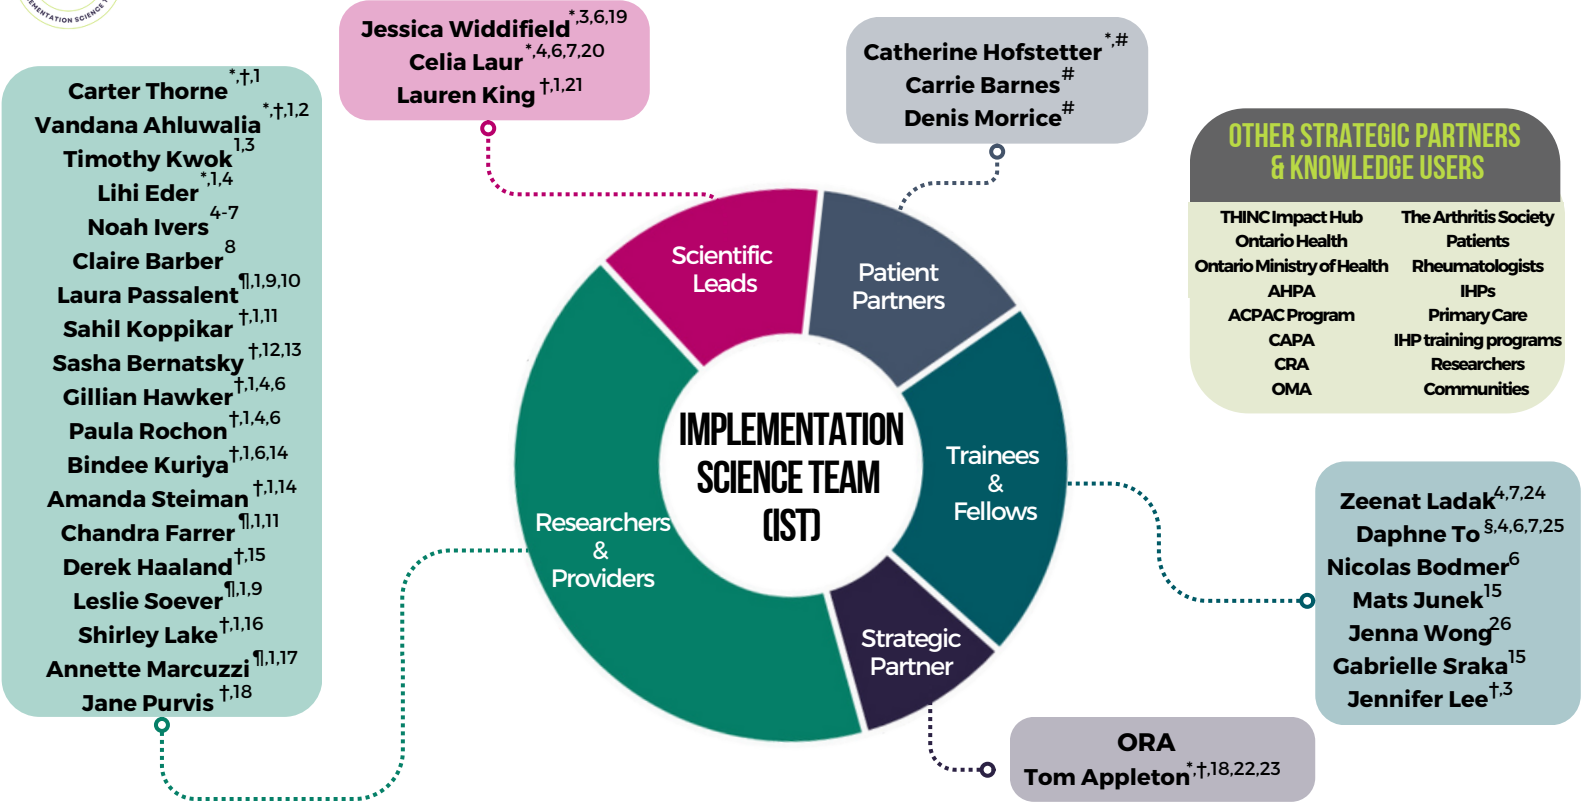 EMENTATION SCIENCE T
Jessica Widdifield*,3,6,19
Celia Laur*,4,6,7,20
Lauren King†,1,21
Catherine Hofstetter*,#
Carrie Barnes#
Denis Morrice#
Carter Thorne*,†,1
Vandana Ahluwalia*,†,1,2
Timothy Kwok1,3
Lihi Eder*,1,4
Noah Ivers4-7
Claire Barber8
Laura Passalent¶,1,9,10
Sahil Koppikar†,1,11
Sasha Bernatsky†,12,13
Gillian Hawker†,1,4,6
Paula Rochon†,1,4,6
Bindee Kuriya†,1,6,14
Amanda Steiman†,1,14
Chandra Farrer¶,1,11
Derek Haaland†,15
Leslie Soever¶,1,9
Shirley Lake†,1,16
Annette Marcuzzi¶,1,17
Jane Purvis†,18
OTHER STRATEGIC PARTNERS
& KNOWLEDGE USERS
THINC Impact Hub
Ontario Health
Ontario Ministry of Health
AHPA
ACPAC Program
CAPA
CRA
OMA
The Arthritis Society
Patients
Rheumatologists
IHPs
Primary Care
IHP training programs
Researchers
Communities
Scientific
Leads
Patient
Partners
Trainees
&
Fellows
Strategic
Partner
Researchers
&
Providers
IMPLEMENTATION
SCIENCE TEAM
(IST)
Zeenat Ladak4,7,24
Daphne To§,4,6,7,25
Nicolas Bodmer6
Mats Junek15
Jenna Wong26
Gabrielle Sraka15
Jennifer Lee†,3
ORA
Tom Appleton*,†,18,22,23